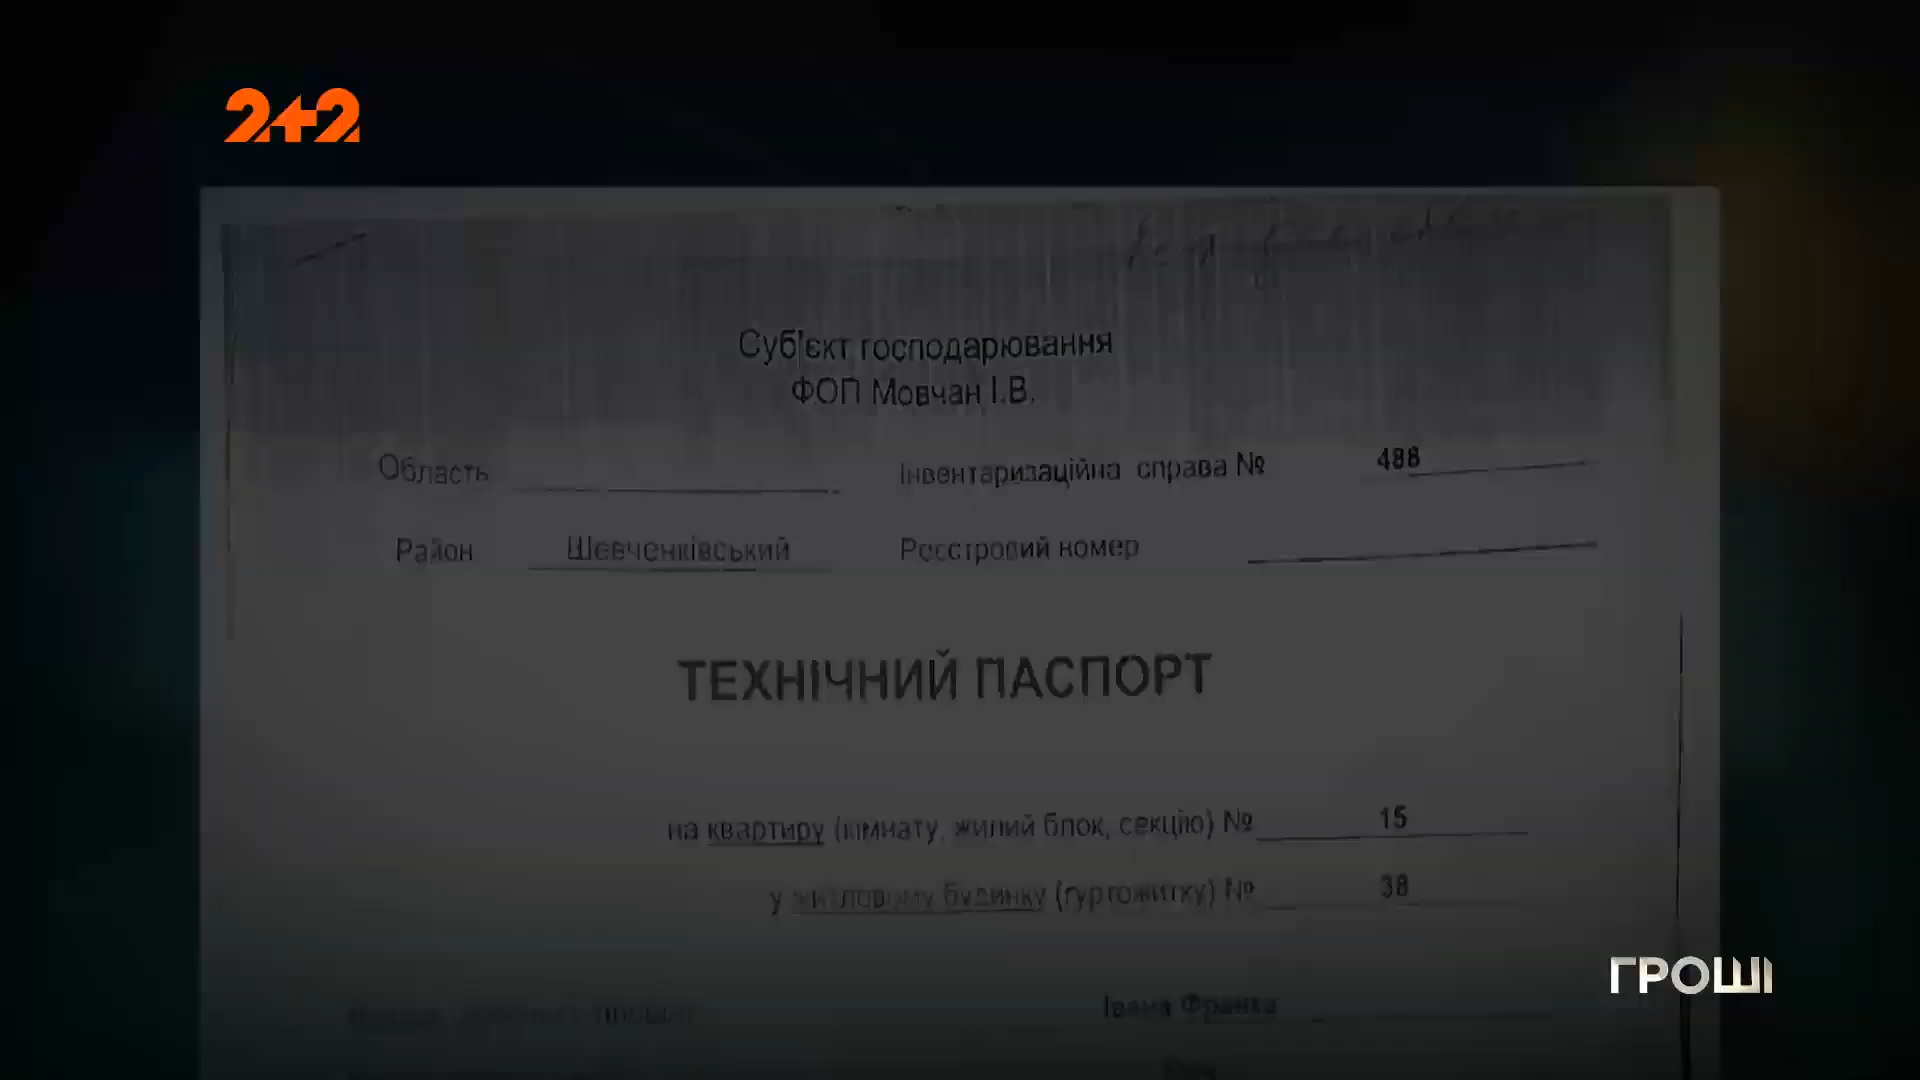 2+2
Суб'єкт господарювання
ФОП Мовчан І.В.
Область Інвентаризаційна справа № 488
Район Шевченківський Реєстровий номер
ТЕХНІЧНИЙ ПАСПОРТ
на квартиру (кімнату, жилий блок, секцію) № 15
у житловому будинку (гуртожитку) № 38
Івана Франка
ГРОШІ